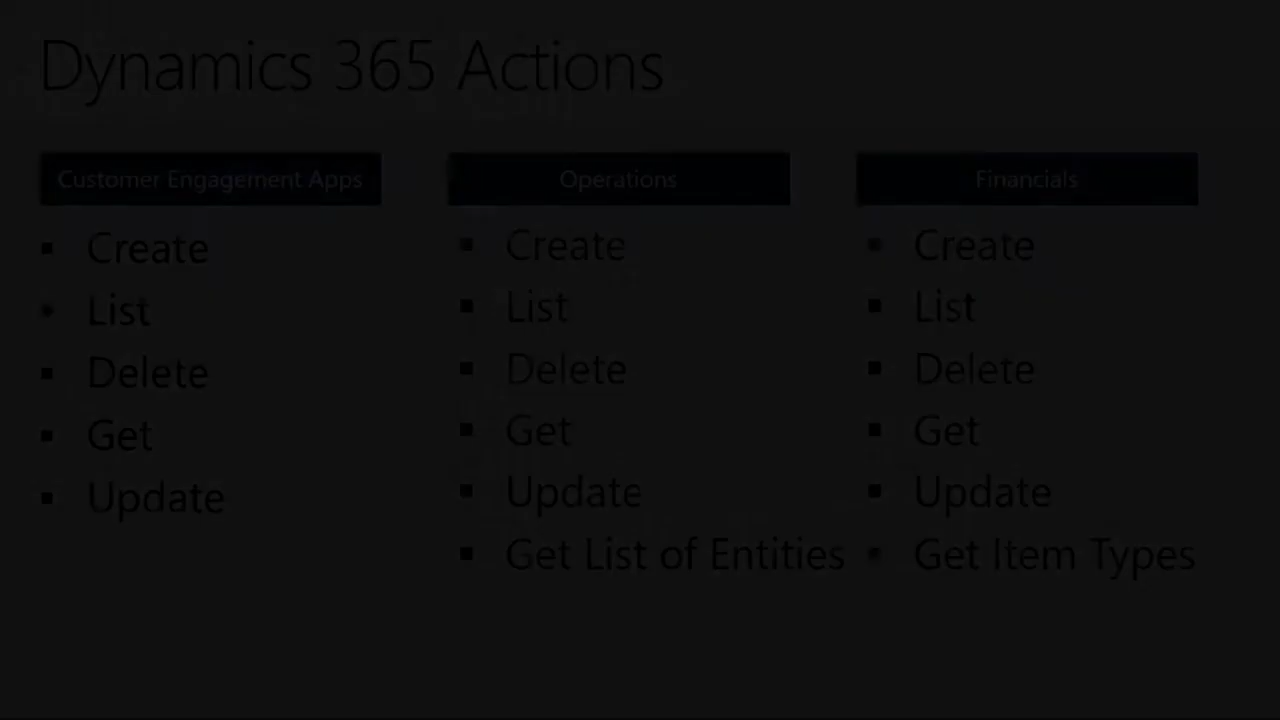 Dynamics 365 Actions
Customer Engagement Apps
Create
List
Delete
Get
Update
Operations
Create
List
Delete
Get
Update
Get List of Entities
Financials
Create
List
Delete
Get
Update
Get Item Types